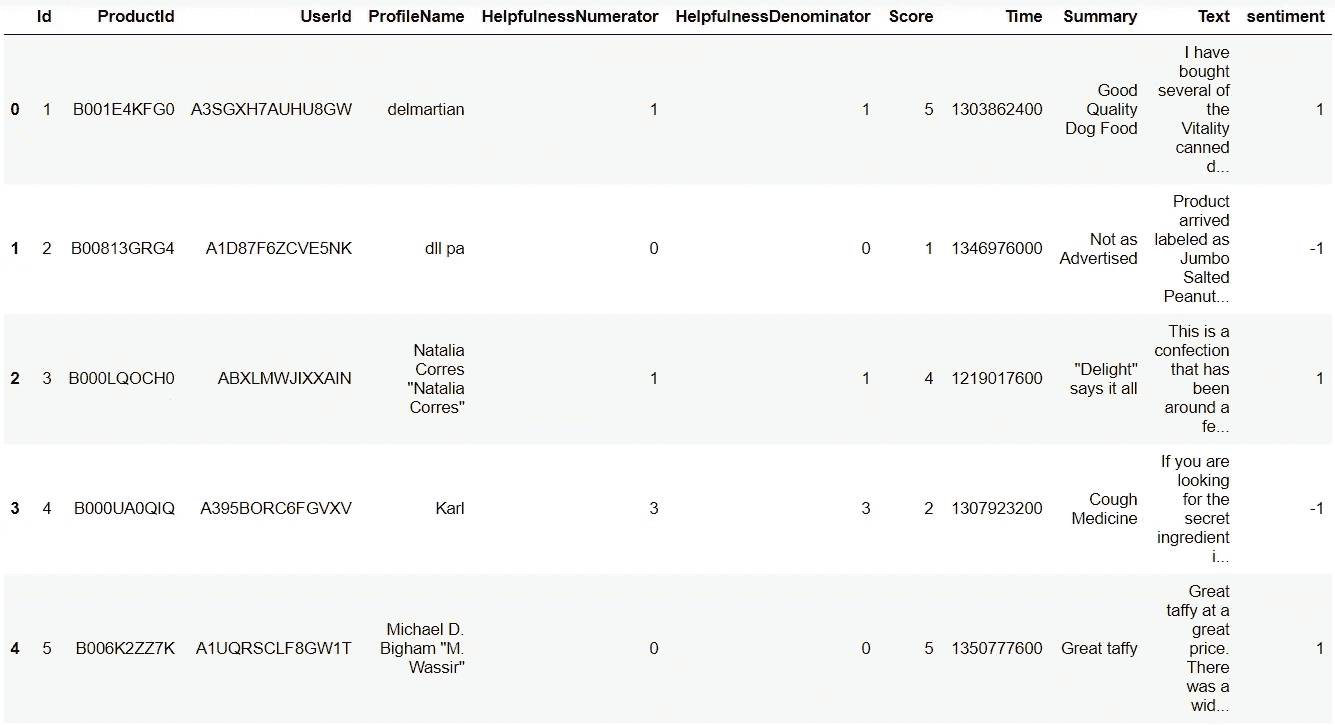 Id ProductId UserId ProfileName HelpfulnessNumerator HelpfulnessDenominator Score Time Summary Text sentiment
0 1 B001E4KFG0 A3SGXH7AUHU8GW delmartian 1 1 5 1303862400 Good Quality Dog Food I have bought several of the Vitality canned d... 1
1 2 B00813GRG4 A1D87F6ZCVE5NK dll pa 0 0 1 1346976000 Not as Advertised Product arrived labeled as Jumbo Salted Peanut... -1
2 3 B000LQOCH0 ABXLMWJIXXAIN Natalia Corres "Natalia Corres" 1 1 4 1219017600 "Delight" says it all This is a confection that has been around a fe... 1
3 4 B000UA0QIQ A395BORC6FGVXV Karl 3 3 2 1307923200 Cough Medicine If you are looking for the secret ingredient i... -1
4 5 B006K2ZZ7K A1UQRSCLF8GW1T Michael D. Bigham "M. Wassir" 0 0 5 1350777600 Great taffy Great taffy at a great price. There was a wid... 1